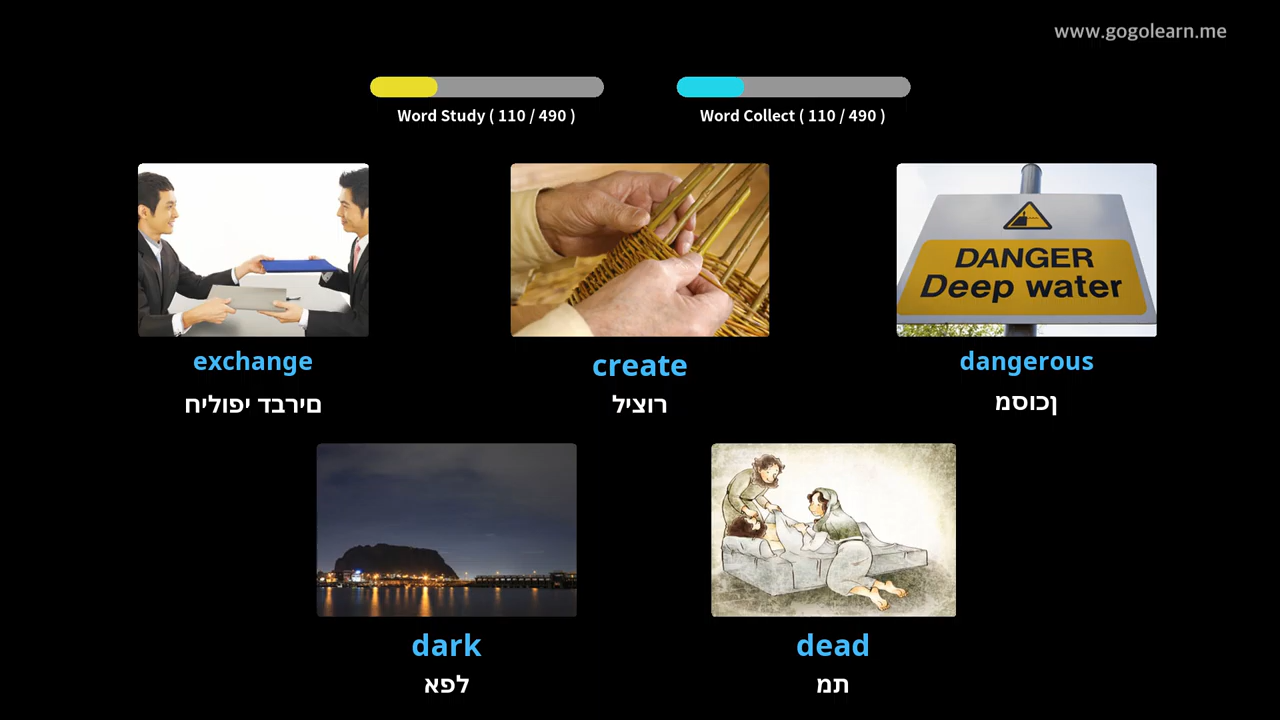 www.gogolearn.me
Word Study ( 110 / 490 )
Word Collect ( 110 / 490 )
DANGER
Deep water
exchange
create
dangerous
םירבד יפוליח
רוציל
ןכוסמ
dark
dead
לפא
תמ